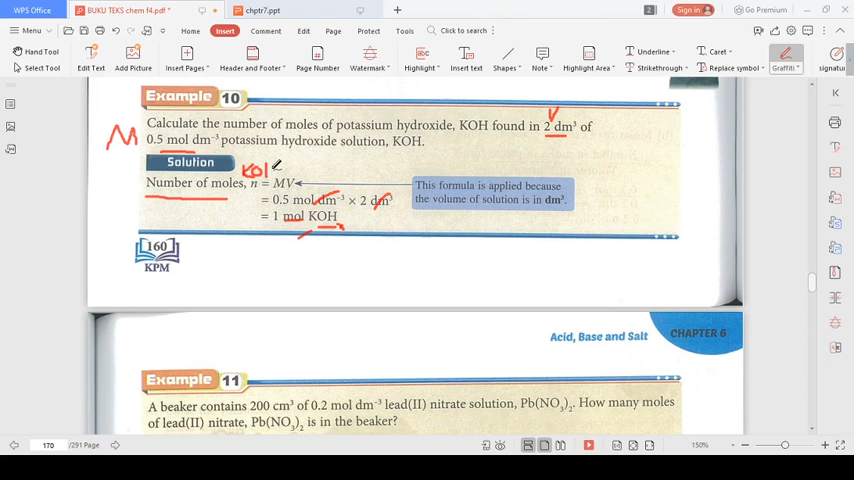 WPS Office
BUKU TEKS chem f4.pdf *
chptr7.ppt
2
Sign in
Go Premium
Menu
Home
Insert
Comment
Edit
Page
Protect
Tools
Click to search
Hand Tool
Select Tool
Edit Text
Add Picture
Insert Pages
Header and Footer
Page Number
Watermark
Highlight
Insert text
Shapes
Note
Highlight Area
Underline
Strikethrough
Caret
Replace symbol
Graffiti
signatu
Example 10
V
Calculate the number of moles of potassium hydroxide, KOH found in 2 dm³ of
M
0.5 mol dm⁻³ potassium hydroxide solution, KOH.
Solution
Number of moles, n = MV
This formula is applied because
the volume of solution is in dm³.
= 0.5 mol dm⁻³ × 2 dm³
= 1 mol KOH
160
KPM
Acid, Base and Salt CHAPTER 6
Example 11
A beaker contains 200 cm³ of 0.2 mol dm⁻³ lead(II) nitrate solution, Pb(NO₃)₂. How many moles
of lead(II) nitrate, Pb(NO₃)₂ is in the beaker?
170 /291 Page
150%